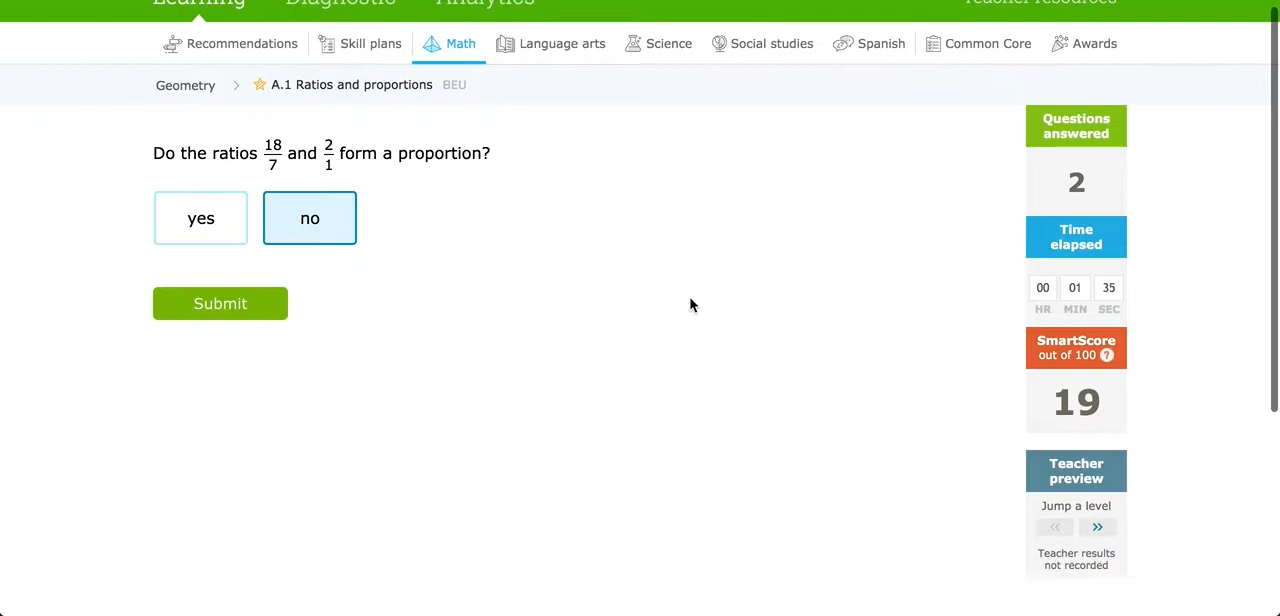 Learning Diagnostic Analytics Teacher resources
Recommendations Skill plans Math Language arts Science Social studies Spanish Common Core Awards
Geometry > A.1 Ratios and proportions BEU
Do the ratios 18/7 and 2/1 form a proportion?
yes no
Submit
Questions
answered
2
Time
elapsed
00 01 35
HR MIN SEC
SmartScore
out of 100 ?
19
Teacher
preview
Jump a level
<< >>
Teacher results
not recorded